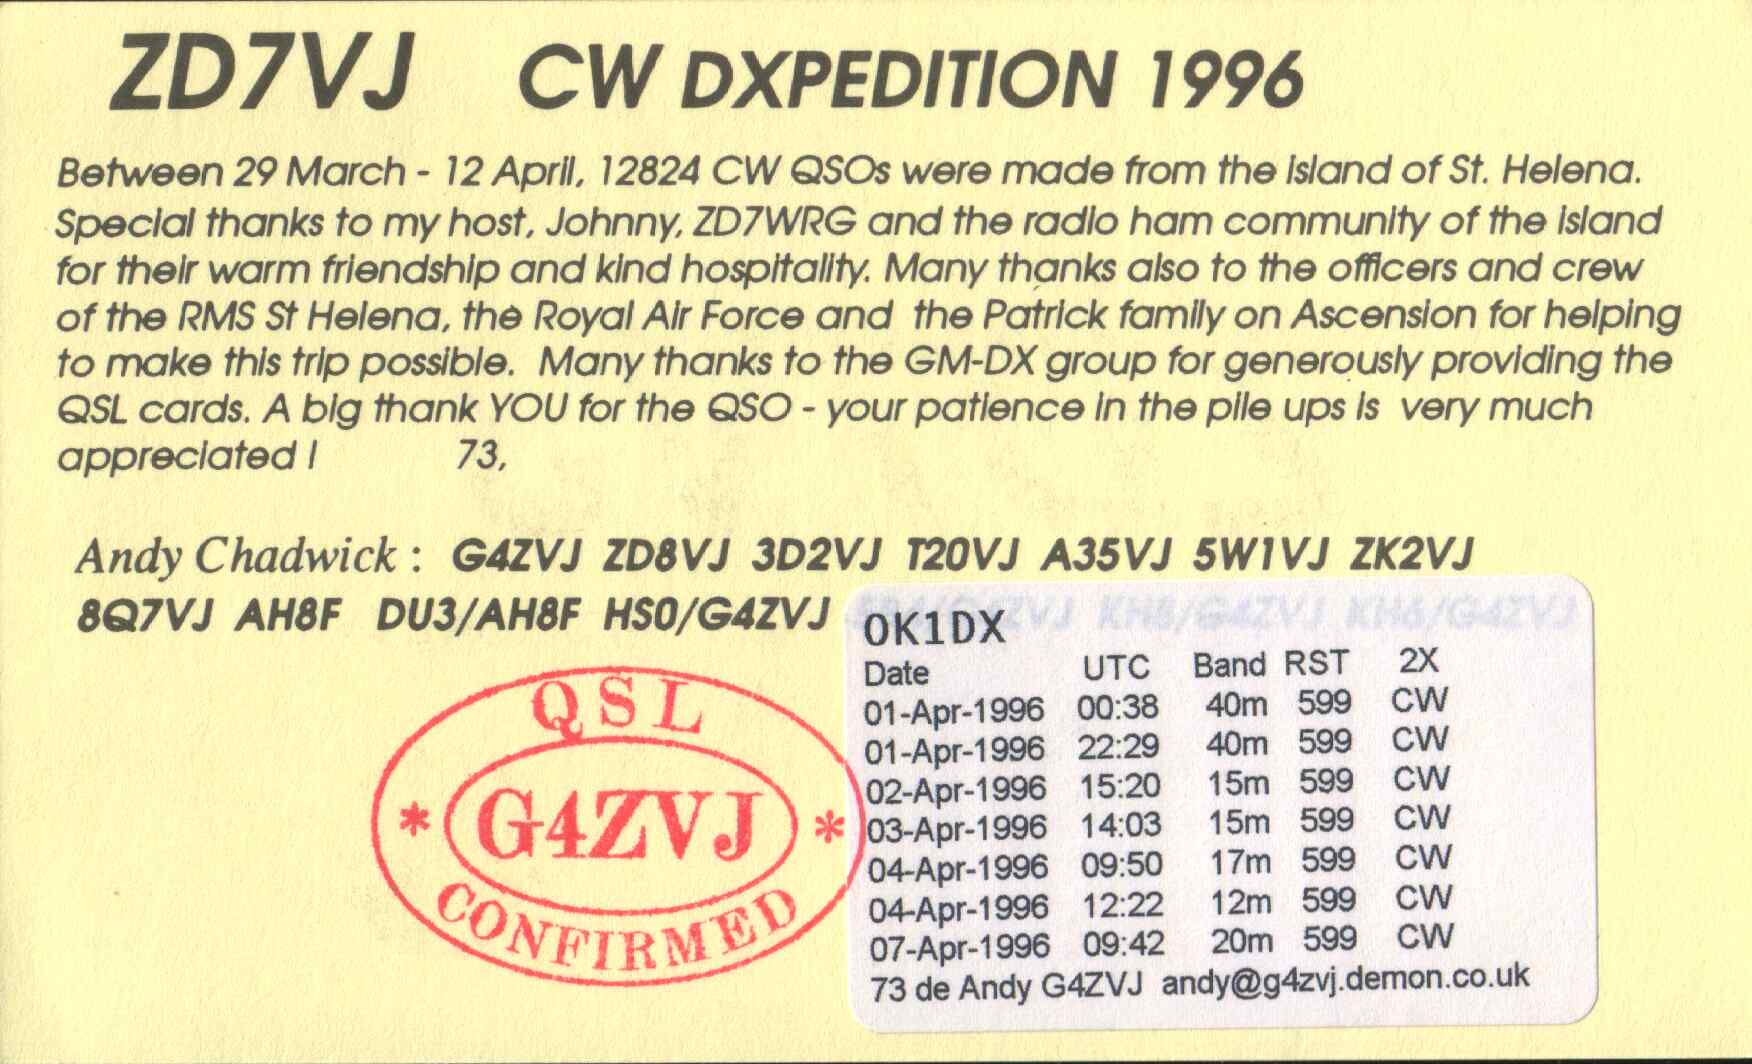 ZD7VJ CW DXPEDITION 1996
Between 29 March - 12 April, 12824 CW QSOs were made from the island of St. Helena.
Special thanks to my host, Johnny, ZD7WRG and the radio ham community of the island
for their warm friendship and kind hospitality. Many thanks also to the officers and crew
of the RMS St Helena, the Royal Air Force and the Patrick family on Ascension for helping
to make this trip possible. Many thanks to the GM-DX group for generously providing the
QSL cards. A big thank YOU for the QSO - your patience in the pile ups is very much
appreciated ! 73,
Andy Chadwick : G4ZVJ ZD8VJ 3D2VJ T20VJ A35VJ 5W1VJ ZK2VJ
8Q7VJ AH8F DU3/AH8F HS0/G4ZVJ KH8/G4ZVJ KH6/G4ZVJ
QSL
* G4ZVJ *
CONFIRMED
OK1DX
Date UTC Band RST 2X
01-Apr-1996 00:38 40m 599 CW
01-Apr-1996 22:29 40m 599 CW
02-Apr-1996 15:20 15m 599 CW
03-Apr-1996 14:03 15m 599 CW
04-Apr-1996 09:50 17m 599 CW
04-Apr-1996 12:22 12m 599 CW
07-Apr-1996 09:42 20m 599 CW
73 de Andy G4ZVJ andy@g4zvj.demon.co.uk